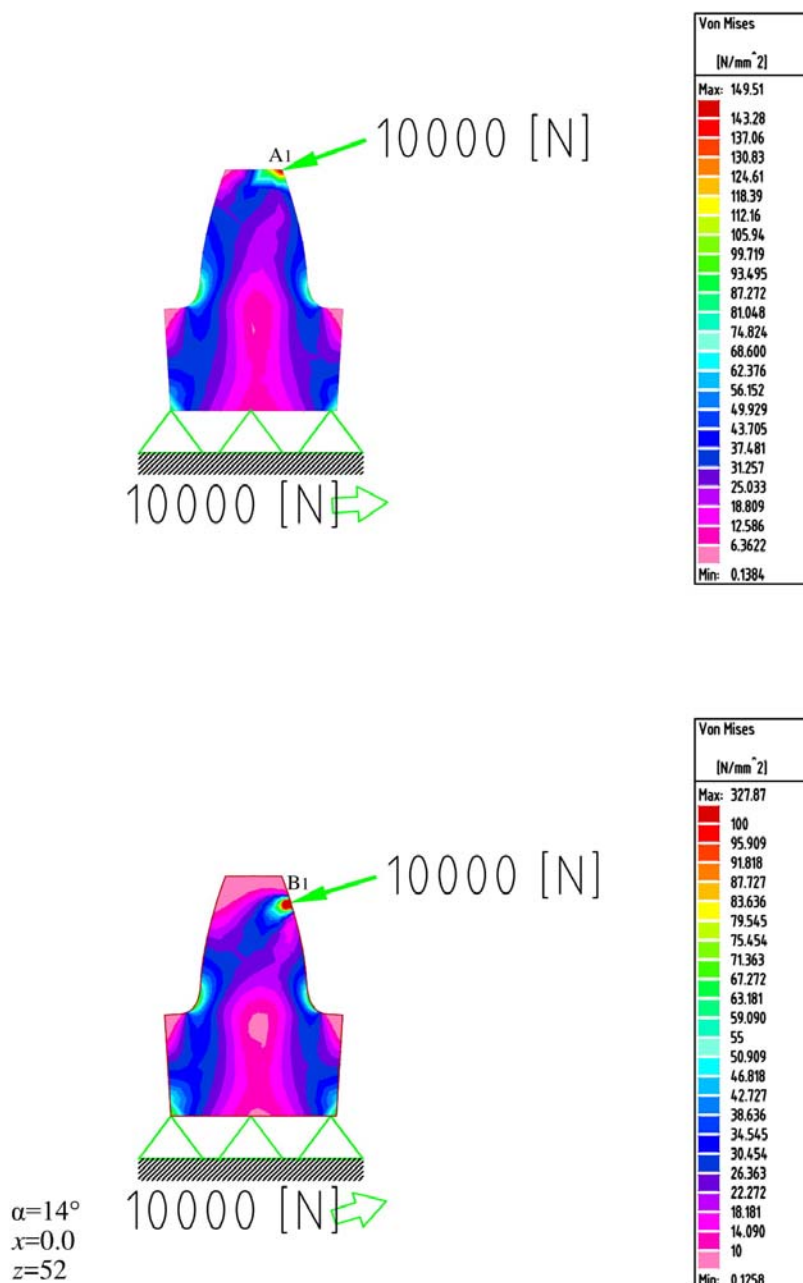 Von Mises
[N/mm^2]
Max: 149.51
143.28
137.06
130.83
124.61
118.39
112.16
105.94
99.719
93.495
87.272
81.048
74.824
68.600
62.376
56.152
49.929
43.705
37.481
31.257
25.033
18.809
12.586
6.3622
Min: 0.1384
A1
10000 [N]
10000 [N]
Von Mises
[N/mm^2]
Max: 327.87
100
95.909
91.818
87.727
83.636
79.545
75.454
71.363
67.272
63.181
59.090
55
50.909
46.818
42.727
38.636
34.545
30.454
26.363
22.272
18.181
14.090
10
Min: 0.1258
B1
10000 [N]
10000 [N]
α=14°
x=0.0
z=52